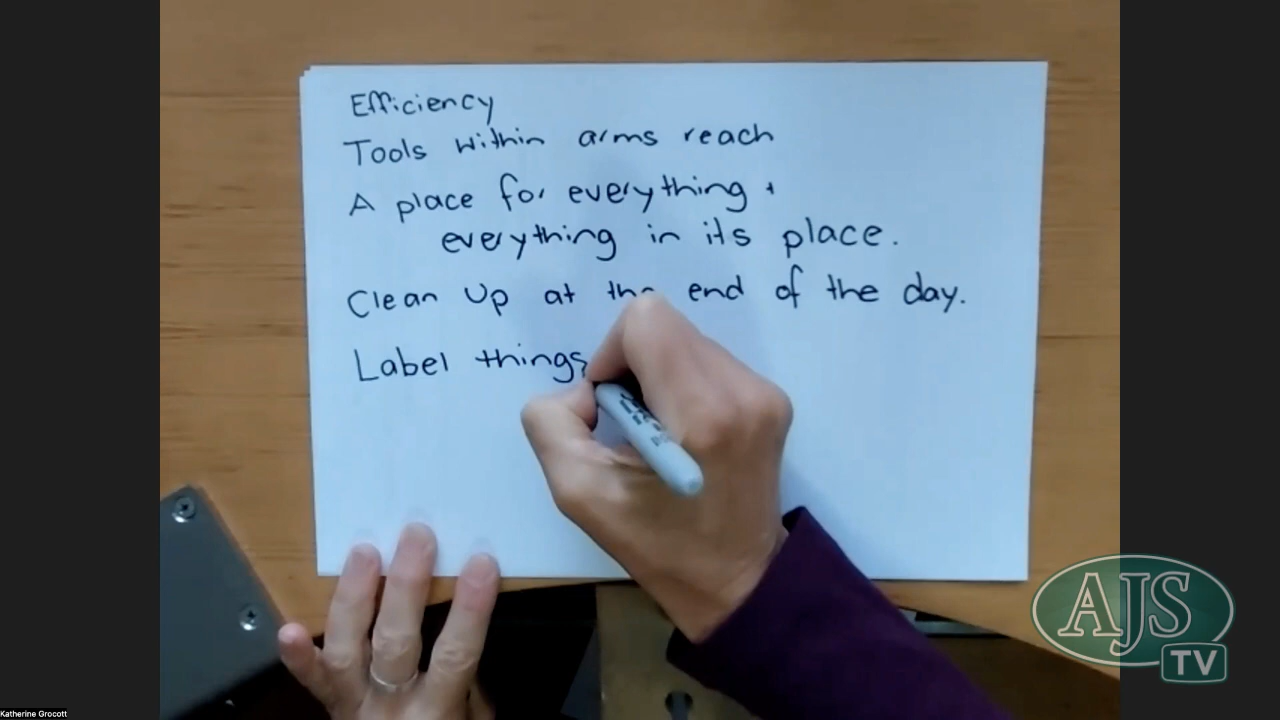 Efficiency
Tools within arms reach
A place for everything +
everything in its place.
Clean Up at the end of the day.
Label things
AJS
TV
Katherine Grocott